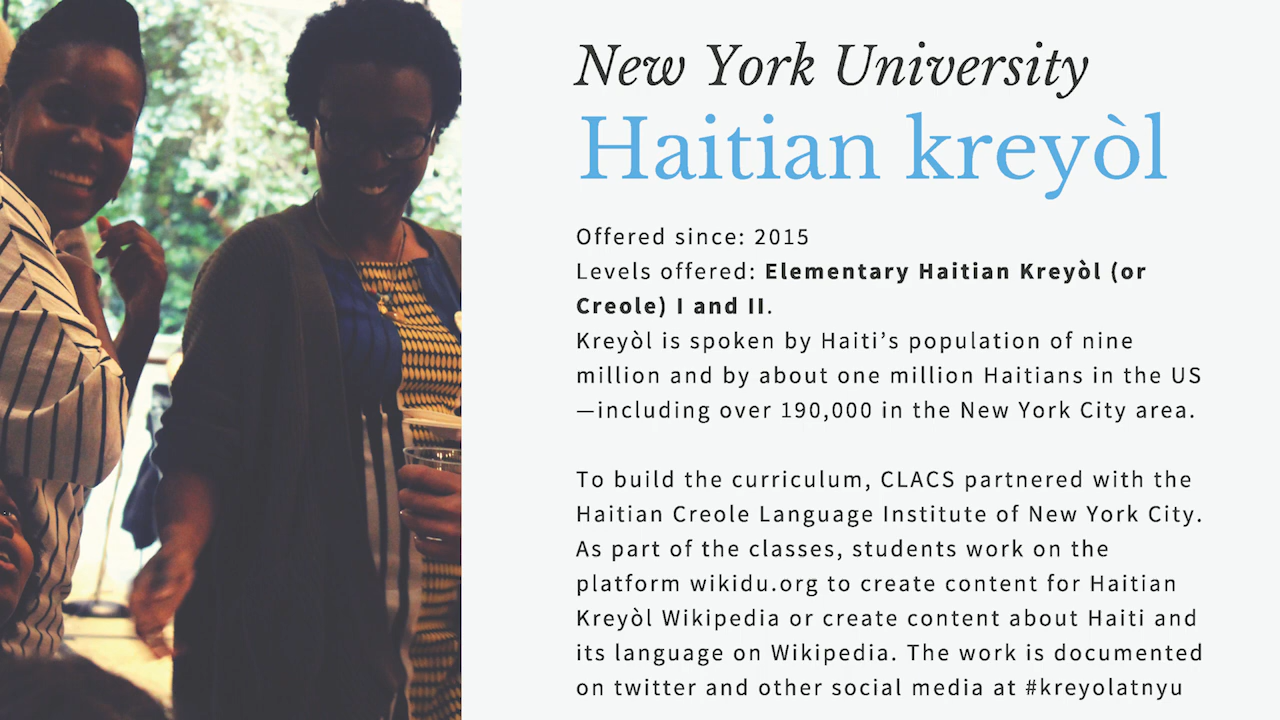 New York University
Haitian kreyòl
Offered since: 2015
Levels offered: Elementary Haitian Kreyòl (or
Creole) I and II.
Kreyòl is spoken by Haiti’s population of nine
million and by about one million Haitians in the US
—including over 190,000 in the New York City area.
To build the curriculum, CLACS partnered with the
Haitian Creole Language Institute of New York City.
As part of the classes, students work on the
platform wikidu.org to create content for Haitian
Kreyòl Wikipedia or create content about Haiti and
its language on Wikipedia. The work is documented
on twitter and other social media at #kreyolatnyu